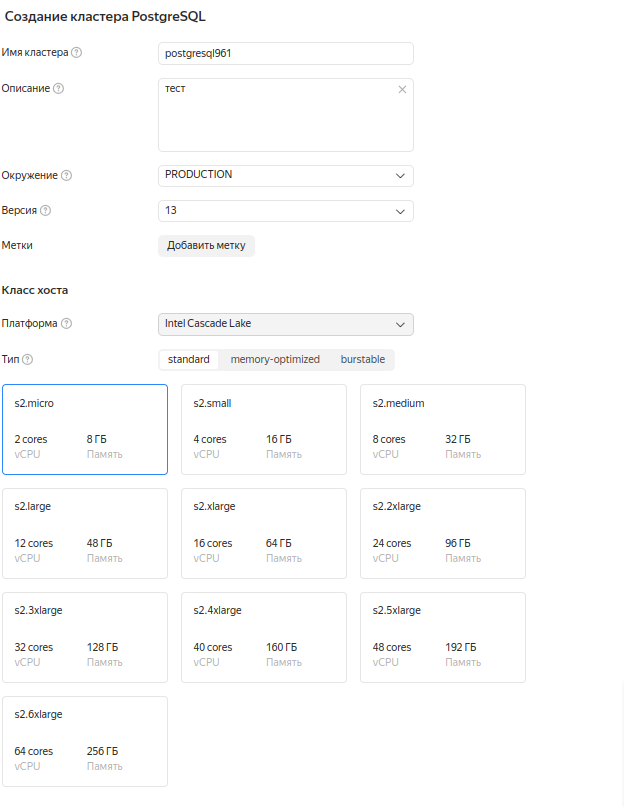 Создание кластера PostgreSQL
Имя кластера
postgresql961
Описание
тест
Окружение
PRODUCTION
Версия
13
Метки
Добавить метку
Класс хоста
Платформа
Intel Cascade Lake
Тип
standard memory-optimized burstable
s2.micro s2.small s2.medium
2 cores 8 ГБ 4 cores 16 ГБ 8 cores 32 ГБ
vCPU Память vCPU Память vCPU Память
s2.large s2.xlarge s2.2xlarge
12 cores 48 ГБ 16 cores 64 ГБ 24 cores 96 ГБ
vCPU Память vCPU Память vCPU Память
s2.3xlarge s2.4xlarge s2.5xlarge
32 cores 128 ГБ 40 cores 160 ГБ 48 cores 192 ГБ
vCPU Память vCPU Память vCPU Память
s2.6xlarge
64 cores 256 ГБ
vCPU Память